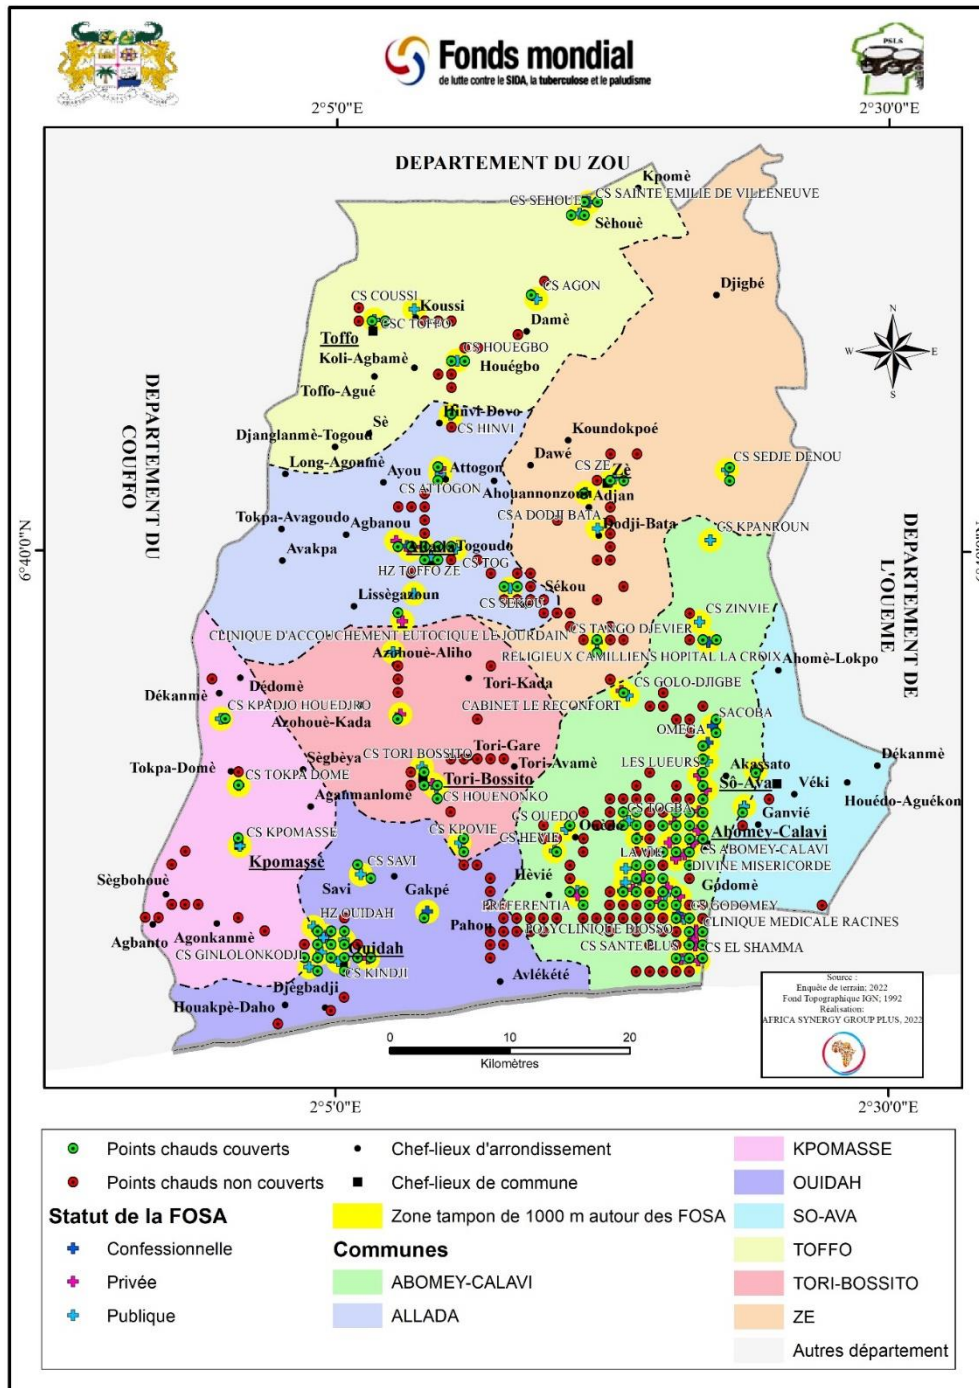 PSLS
Fonds mondial
de lutte contre le SIDA, la tuberculose et le paludisme
2°5'0"E
2°30'0"E
DEPARTEMENT DU ZOU
Kpomè
CS SAINTE EMILIE DE VILLENEUVE
CS SEHOUE
Sèhouè
Djigbé
CS AGON
CS COUSSI
Koussi
CSC TOFFO
Toffo
Damè
CS HOUEGBO
Koli-Agbamè
Houégbo
Toffo-Agué
DEPARTEMENT DU COUFFO
N
W
E
S
Hinvi-Dovo
CS HINVI
Sè
Djanglanmè-Togoud
Koundokpoé
Long-Agonmè
Dawé
CS SEDJE DENOU
Ayou
Attogon
CS ZE
Zè
CS ATTOGON
Ahouannonzoun
Adjan
CSA DODJI BATA
Dodji-Bata
Tokpa-Avagoudo
Agbanou
CS KPANROUN
Avakpa
Allada
Togoudo
6°40'0"N
DEPARTEMENT DE L'OUEME
HZ TOFFO ZE
CS TOG
Sékou
CS SEKOU
Lissègazoun
CS ZINVIE
CLINIQUE D'ACCOUCHEMENT EUTOCIQUE LE JOURDAIN
CS TANGO DJEVIER
Azohouè-Aliho
RELIGIEUX CAMILLIENS HOPITAL LA CROIX
Ahomè-Lokpo
Dédomè
Tori-Kada
CS GOLO-DJIGBE
Dékanmè
CS KPADJO HOUEDJRO
CABINET LE RECONFORT
Azohouè-Kada
SACOBA
OMEGA
Sègbèya
CS TORI BOSSITO
Tori-Gare
Tori-Avamè
Dékanmè
Tokpa-Domè
CS TOKPA DOME
Tori-Bossito
LES LUEURS
Akassato
Sô-Ava
Véki
Houédo-Aguékon
Aganmanlome
CS HOUENONKO
CS TOGBA
Ganvié
CS KPOMASSE
CS KPOVIE
CS OUEDO
Ouèdo
Abomey-Calavi
CS HEVIE
CS ABOMEY-CALAVI
Kpomassè
CS SAVI
DIVINE MISERICORDE
Savi
Gakpé
Hèvié
Godomè
Sègbohouè
PREFERENTIA
CS GODOMEY
HZ OUIDAH
Pahou
CLINIQUE MEDICALE RACINES
POLYCLINIQUE BIOSSO
Agbanto
Agonkanmè
CS SANTE PLUS
CS EL SHAMMA
Ouidah
CS GINLOLONKODJI
CS KINDJI
Avlékété
Djègbadji
Houakpè-Daho
0
10
20
Kilomètres
Source :
Enquête de terrain; 2022
Fond Topographique IGN; 1992
Réalisation:
AFRICA SYNERGY GROUP PLUS, 2022
2°5'0"E
2°30'0"E
Points chauds couverts
Points chauds non couverts
Statut de la FOSA
Confessionnelle
Privée
Publique
Chef-lieux d'arrondissement
Chef-lieux de commune
Zone tampon de 1000 m autour des FOSA
Communes
ABOMEY-CALAVI
ALLADA
KPOMASSE
OUIDAH
SO-AVA
TOFFO
TORI-BOSSITO
ZE
Autres département